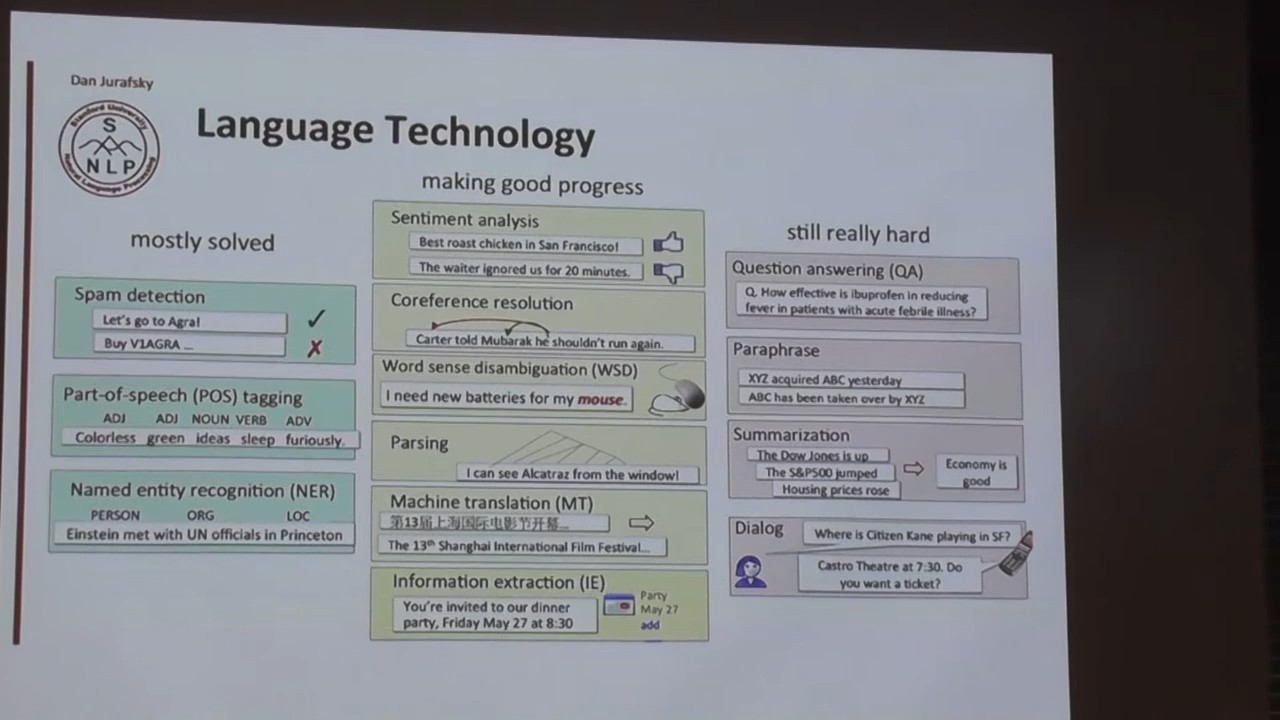 Dan Jurafsky
Stanford University
S
NLP
Natural Language Processing
Language Technology
mostly solved
Spam detection
Let's go to Agra!
✓
Buy V1AGRA …
✗
Part-of-speech (POS) tagging
ADJ ADJ NOUN VERB ADV
Colorless green ideas sleep furiously.
Named entity recognition (NER)
PERSON ORG LOC
Einstein met with UN officials in Princeton
making good progress
Sentiment analysis
Best roast chicken in San Francisco!
The waiter ignored us for 20 minutes.
Coreference resolution
Carter told Mubarak he shouldn't run again.
Word sense disambiguation (WSD)
I need new batteries for my mouse.
Parsing
I can see Alcatraz from the window!
Machine translation (MT)
第13届上海国际电影节开幕…
The 13th Shanghai International Film Festival…
Information extraction (IE)
You're invited to our dinner
party, Friday May 27 at 8:30
Party
May 27
add
still really hard
Question answering (QA)
Q. How effective is ibuprofen in reducing
fever in patients with acute febrile illness?
Paraphrase
XYZ acquired ABC yesterday
ABC has been taken over by XYZ
Summarization
The Dow Jones is up
The S&P500 jumped
Housing prices rose
Economy is
good
Dialog
Where is Citizen Kane playing in SF?
Castro Theatre at 7:30. Do
you want a ticket?